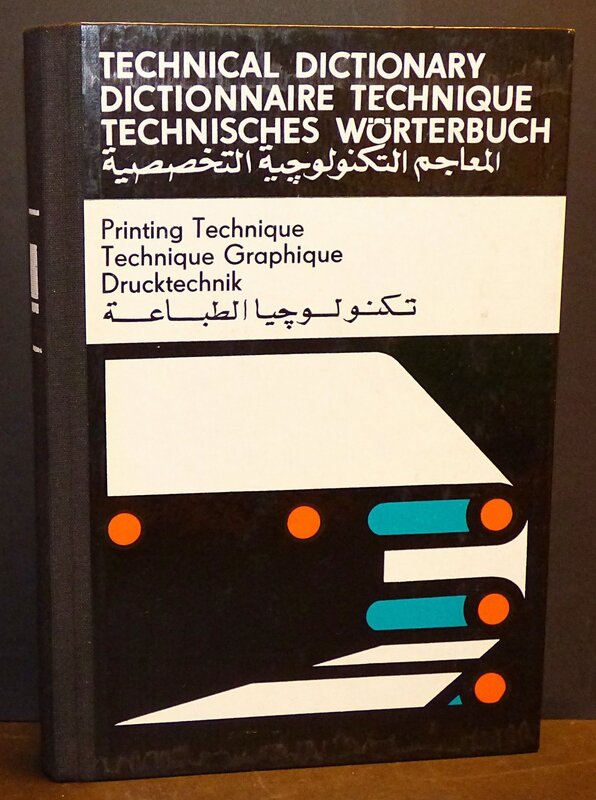 TECHNICAL DICTIONARY
DICTIONNAIRE TECHNIQUE
TECHNISCHES WÖRTERBUCH
المعاجم التكنولوچية التخصصية
Printing Technique
Technique Graphique
Drucktechnik
تكنولوچيا الطباعة